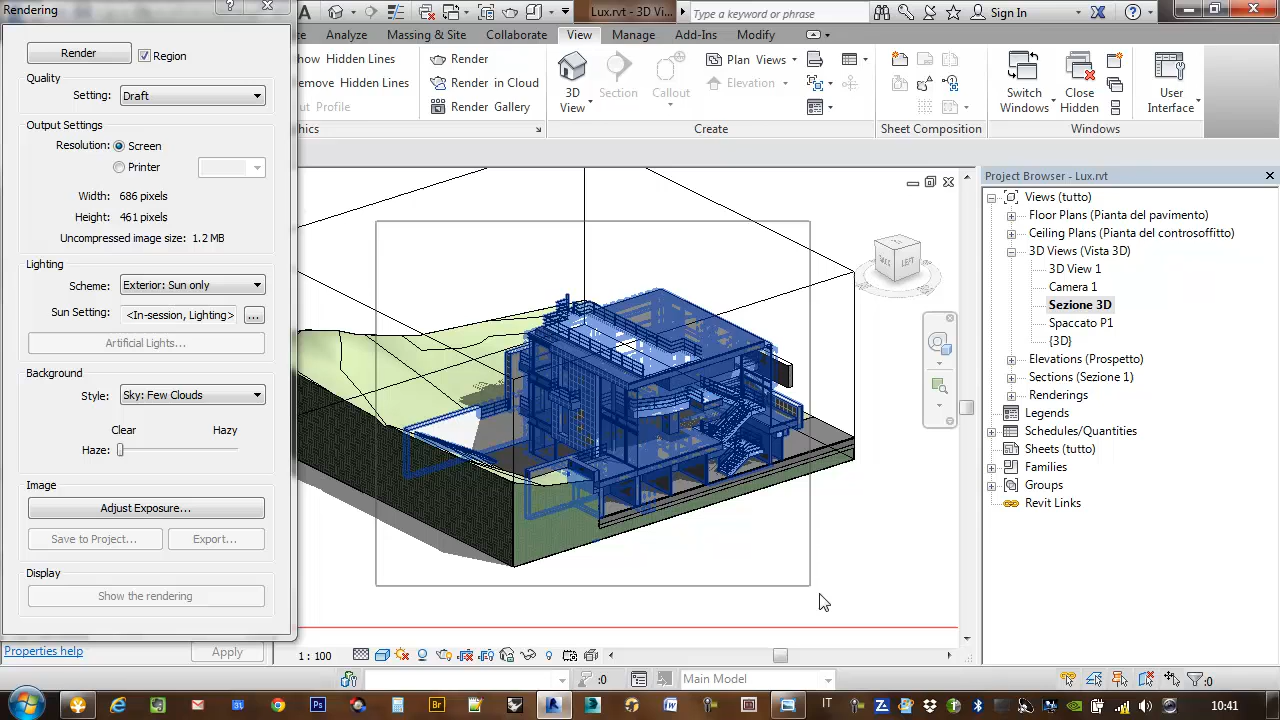 Rendering
?
Lux.rvt - 3D Vi...
Type a keyword or phrase
Sign In
Analyze
Massing & Site
Collaborate
View
Manage
Add-Ins
Modify
Render
Region
Quality
Setting:
Draft
Output Settings
Resolution:
Screen
Printer
Width:
686 pixels
Height:
461 pixels
Uncompressed image size:
1.2 MB
Lighting
Scheme:
Exterior: Sun only
Sun Setting:
<In-session, Lighting>
...
Artificial Lights...
Background
Style:
Sky: Few Clouds
Clear
Hazy
Haze:
Image
Adjust Exposure...
Save to Project...
Export...
Display
Show the rendering
Properties help
Apply
how Hidden Lines
emove Hidden Lines
ut Profile
hics
Render
Render in Cloud
Render Gallery
3D
View
Section
Callout
Plan Views
Elevation
Create
Sheet Composition
Switch
Windows
Close
Hidden
User
Interface
Windows
LEFT
Project Browser - Lux.rvt
Views (tutto)
Floor Plans (Pianta del pavimento)
Ceiling Plans (Pianta del controsoffitto)
3D Views (Vista 3D)
3D View 1
Camera 1
Sezione 3D
Spaccato P1
{3D}
Elevations (Prospetto)
Sections (Sezione 1)
Renderings
Legends
Schedules/Quantities
Sheets (tutto)
Families
Groups
Revit Links
1 : 100
:0
Main Model
:0
Ps
Br
IT
10:41